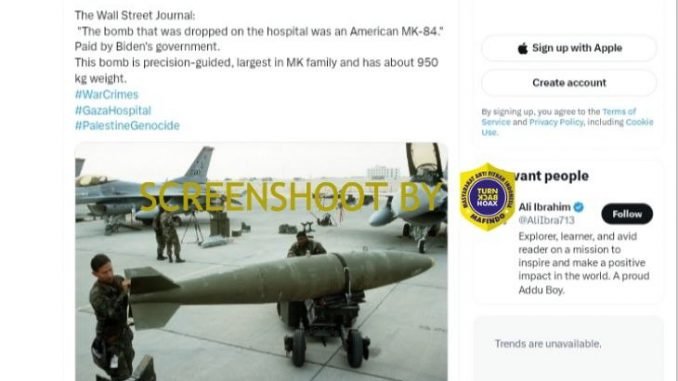 The Wall Street Journal:
"The bomb that was dropped on the hospital was an American MK-84."
Paid by Biden's government.
This bomb is precision-guided, largest in MK family and has about 950
kg weight.
#WarCrimes
#GazaHospital
#PalestineGenocide
SCREENSHOOT BY
MASYARAKAT ANTI FITNAH INDONESIA
TURN
BACK
HOAX
MAFINDO
Sign up with Apple
Create account
By signing up, you agree to the Terms of
Service and Privacy Policy, including Cookie
Use.
vant people
Ali Ibrahim
@AliIbra713
Follow
Explorer, learner, and avid
reader on a mission to
inspire and make a positive
impact in the world. A proud
Addu Boy.
Trends are unavailable.